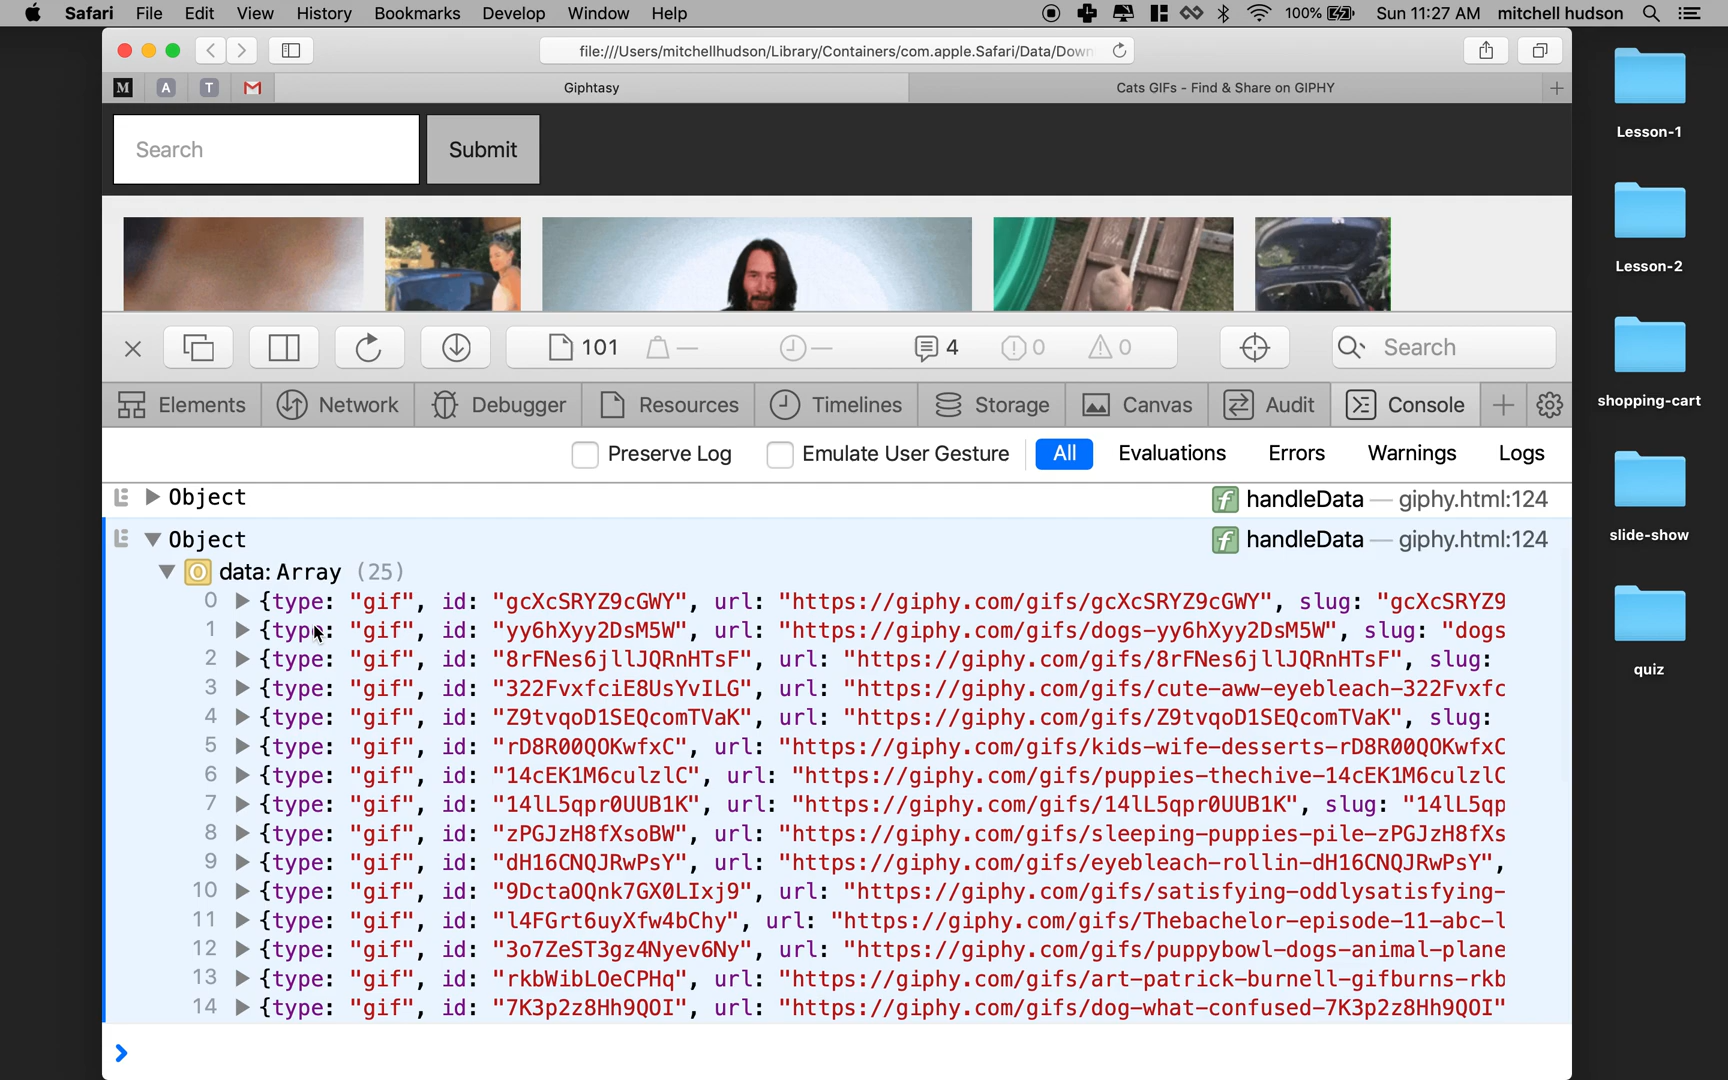 Safari File Edit View History Bookmarks Develop Window Help 100% Sun 11:27 AM mitchell hudson
file:///Users/mitchellhudson/Library/Containers/com.apple.Safari/Data/Down
M A T M Giphtasy Cats GIFs - Find & Share on GIPHY +
Search Submit
101 — — 4 0 0 Search
Elements Network Debugger Resources Timelines Storage Canvas Audit Console
Preserve Log Emulate User Gesture All Evaluations Errors Warnings Logs
E Object f handleData — giphy.html:124
E Object f handleData — giphy.html:124
O data: Array (25)
0 {type: "gif", id: "gcXcSRYZ9cGWY", url: "https://giphy.com/gifs/gcXcSRYZ9cGWY", slug: "gcXcSRYZ9
1 {type: "gif", id: "yy6hXyy2DsM5W", url: "https://giphy.com/gifs/dogs-yy6hXyy2DsM5W", slug: "dogs
2 {type: "gif", id: "8rFNes6jllJQRnHTsF", url: "https://giphy.com/gifs/8rFNes6jllJQRnHTsF", slug:
3 {type: "gif", id: "322FvxfciE8UsYvILG", url: "https://giphy.com/gifs/cute-aww-eyebleach-322Fvxfc
4 {type: "gif", id: "Z9tvqoD1SEQcomTVaK", url: "https://giphy.com/gifs/Z9tvqoD1SEQcomTVaK", slug:
5 {type: "gif", id: "rD8R00QOKwfxC", url: "https://giphy.com/gifs/kids-wife-desserts-rD8R00QOKwfxC
6 {type: "gif", id: "14cEK1M6culzlC", url: "https://giphy.com/gifs/puppies-thechive-14cEK1M6culzlC
7 {type: "gif", id: "14lL5qpr0UUB1K", url: "https://giphy.com/gifs/14lL5qpr0UUB1K", slug: "14lL5qp
8 {type: "gif", id: "zPGJzH8fXsoBW", url: "https://giphy.com/gifs/sleeping-puppies-pile-zPGJzH8fXs
9 {type: "gif", id: "dH16CNQJRwPsY", url: "https://giphy.com/gifs/eyebleach-rollin-dH16CNQJRwPsY",
10 {type: "gif", id: "9DctaOQnk7GX0LIxj9", url: "https://giphy.com/gifs/satisfying-oddlysatisfying-
11 {type: "gif", id: "l4FGrt6uyXfw4bChy", url: "https://giphy.com/gifs/Thebachelor-episode-11-abc-l
12 {type: "gif", id: "3o7ZeST3gz4Nyev6Ny", url: "https://giphy.com/gifs/puppybowl-dogs-animal-plane
13 {type: "gif", id: "rkbWibLOeCPHq", url: "https://giphy.com/gifs/art-patrick-burnell-gifburns-rkb
14 {type: "gif", id: "7K3p2z8Hh9QOI", url: "https://giphy.com/gifs/dog-what-confused-7K3p2z8Hh9QOI"
Lesson-1
Lesson-2
shopping-cart
slide-show
quiz